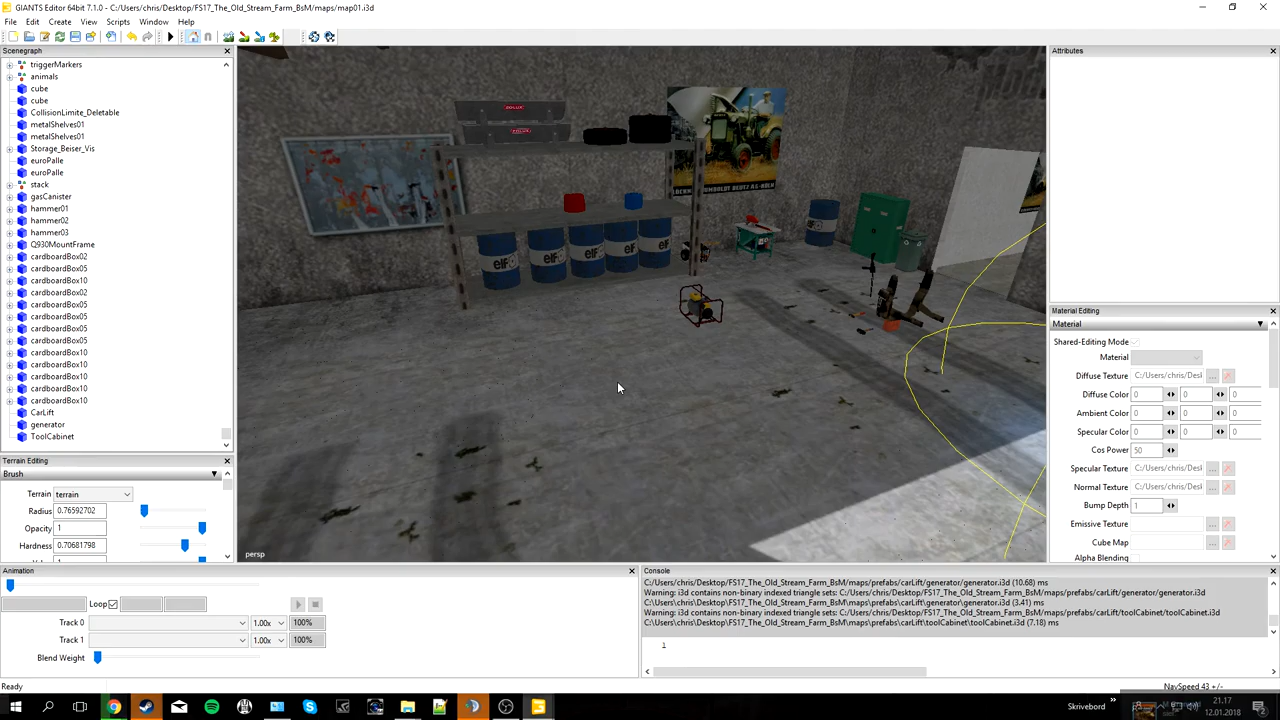 GIANTS Editor 64bit 7.1.0 - C:/Users/chris/Desktop/FS17_The_Old_Stream_Farm_BsM/maps/map01.i3d
File Edit Create View Scripts Window Help
Scenegraph
triggerMarkers
animals
cube
cube
CollisionLimite_Deletable
metalShelves01
metalShelves01
Storage_Beiser_Vis
euroPalle
euroPalle
stack
gasCanister
hammer01
hammer02
hammer03
Q930MountFrame
cardboardBox02
cardboardBox05
cardboardBox10
cardboardBox02
cardboardBox05
cardboardBox05
cardboardBox05
cardboardBox05
cardboardBox10
cardboardBox10
cardboardBox10
cardboardBox10
cardboardBox10
CarLift
generator
ToolCabinet
Terrain Editing
Brush
Terrain terrain
Radius 0.76592702
Opacity 1
Hardness 0.70681798
elf
elf
elf
elf
elf
elf
persp
Attributes
Material Editing
Material
Shared-Editing Mode
Material
Diffuse Texture C:/Users/chris/Desl ...
Diffuse Color 0 0 0
Ambient Color 0 0 0
Specular Color 0 0 0
Cos Power 50
Specular Texture C:/Users/chris/Desl ...
Normal Texture C:/Users/chris/Desl ...
Bump Depth 1
Emissive Texture ...
Cube Map ...
Alpha Blending
Animation
Loop
Track 0 1.00x 100%
Track 1 1.00x 100%
Blend Weight
Console
C:/Users/chris/Desktop/FS17_The_Old_Stream_Farm_BsM/maps/prefabs/carLift/generator/generator.i3d (10.68) ms
Warning: i3d contains non-binary indexed triangle sets: C:/Users/chris/Desktop/FS17_The_Old_Stream_Farm_BsM/maps/prefabs/carLift/generator/generator.i3d
C:\Users\chris\Desktop\FS17_The_Old_Stream_Farm_BsM\maps\prefabs\carLift\generator\generator.i3d (3.41) ms
Warning: i3d contains non-binary indexed triangle sets: C:/Users/chris/Desktop/FS17_The_Old_Stream_Farm_BsM/maps/prefabs/carLift/toolCabinet/toolCabinet.i3d
C:\Users\chris\Desktop\FS17_The_Old_Stream_Farm_BsM\maps\prefabs\carLift\toolCabinet\toolCabinet.i3d (7.18) ms
1
Ready
NavSpeed 43 +/-
Skrivebord
21.17
12.01.2018
2